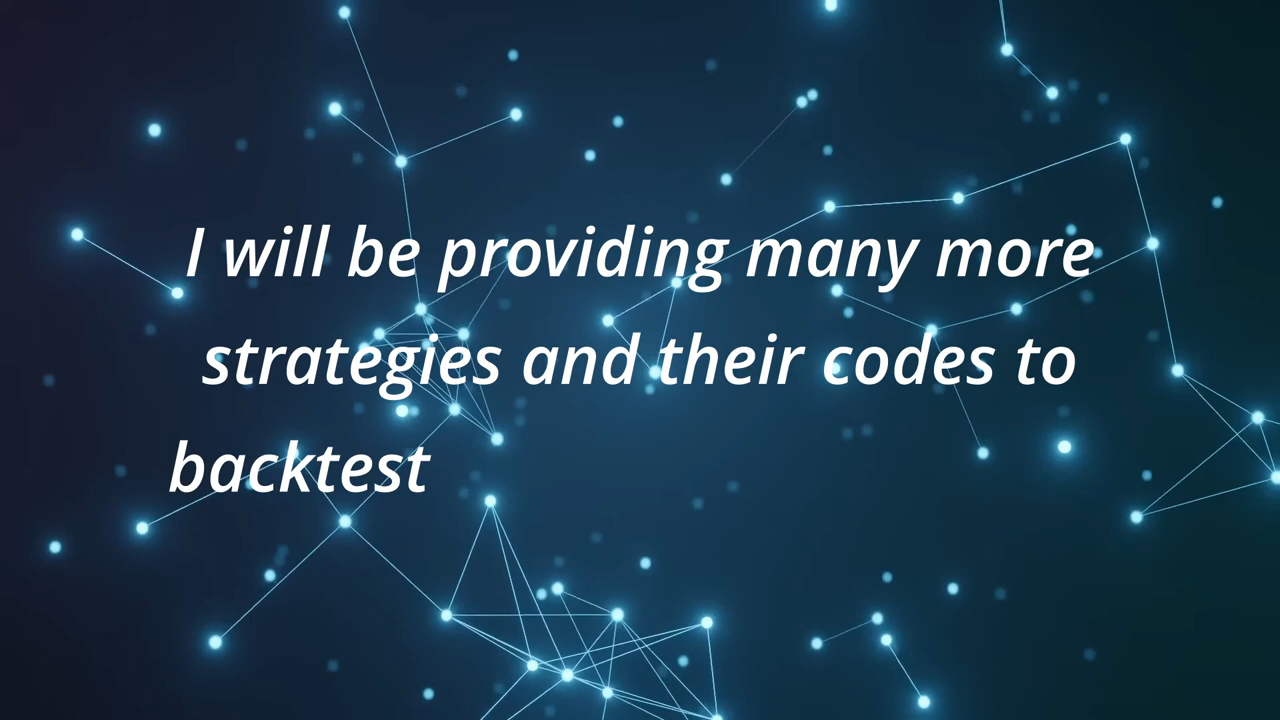 I will be providing many more
strategies and their codes to
backtest